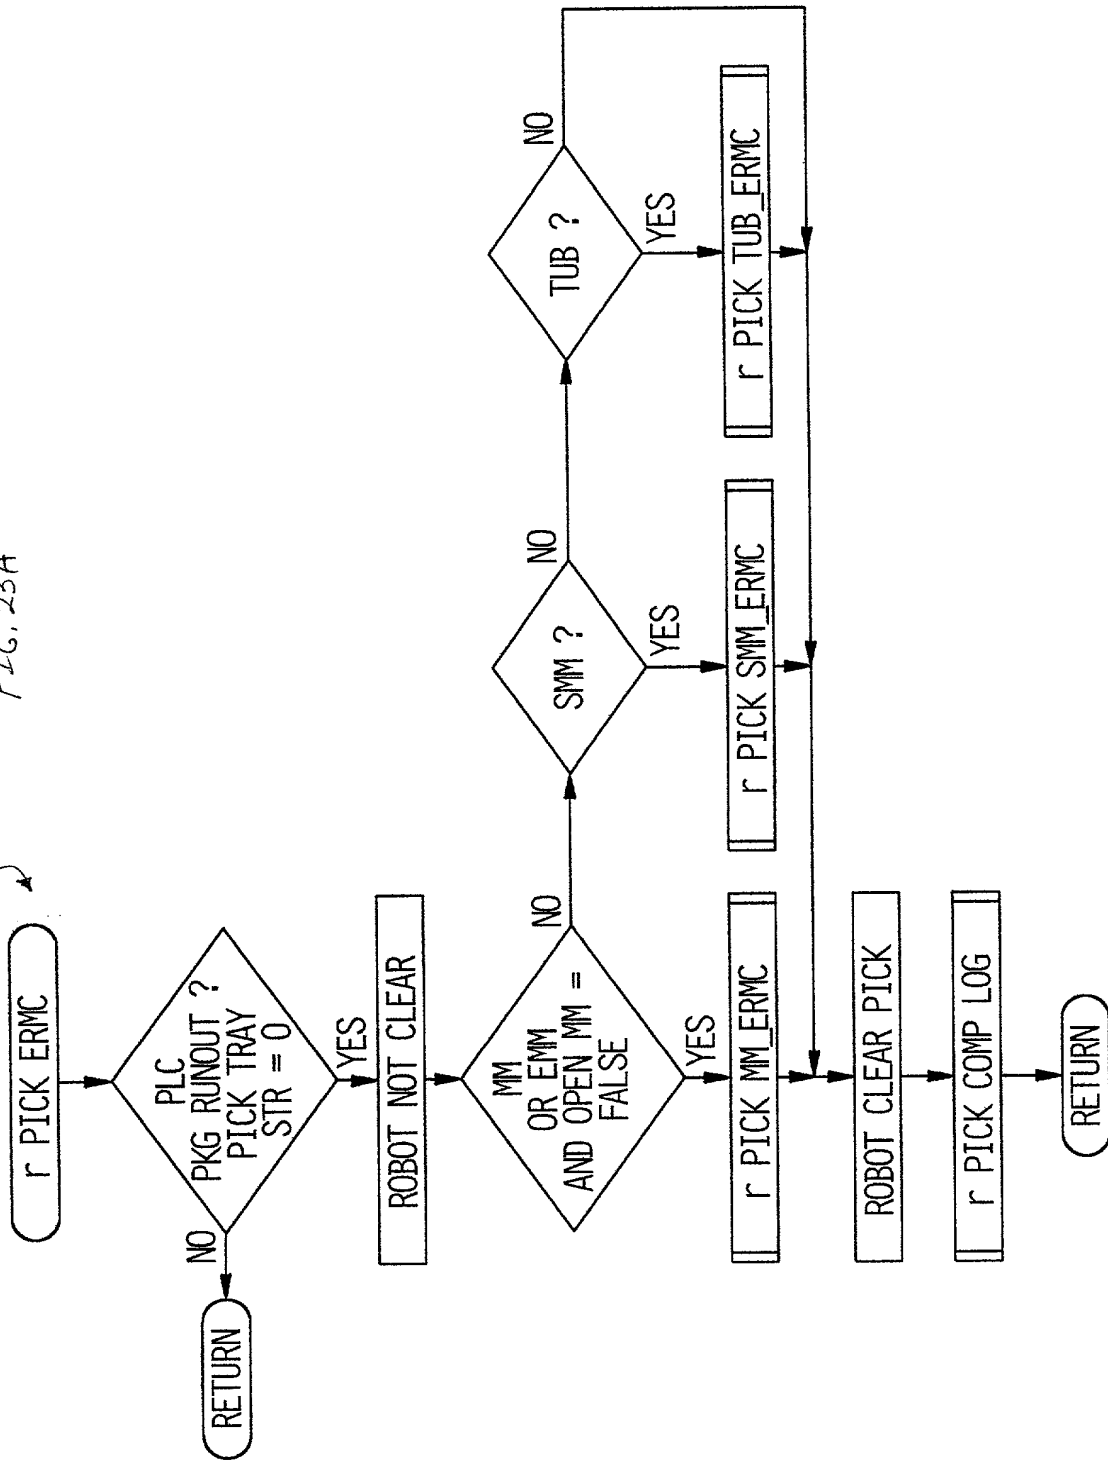 FIG. 23A
r PICK ERMC
PLC
PKG RUNOUT ?
PICK TRAY
STR = 0
NO
RETURN
YES
ROBOT NOT CLEAR
MM
OR EMM
AND OPEN MM =
FALSE
NO
YES
SMM ?
NO
YES
TUB ?
NO
YES
r PICK MM_ERMC
r PICK SMM_ERMC
r PICK TUB_ERMC
ROBOT CLEAR PICK
r PICK COMP LOG
RETURN